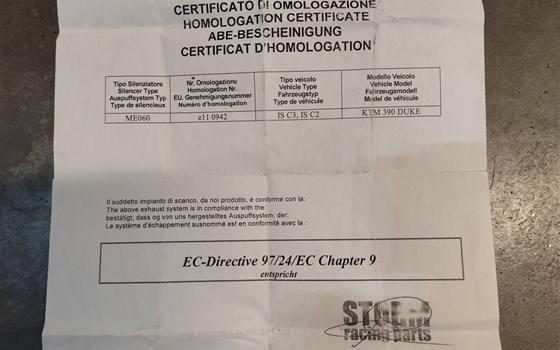 CERTIFICATO DI OMOLOGAZIONE
HOMOLOGATION CERTIFICATE
ABE-BESCHEINIGUNG
CERTIFICAT D'HOMOLOGATION
Tipo Silenziatore
Silencer Type
Auspuffsystem Typ
Type de silencieux
Nr. Omologazione
Homologation Nr.
EU. Genehmigungsnummer
Numéro d'homologation
Tipo veicolo
Vehicle Type
Fahrzeugstyp
Type de véhicule
Modello Veicolo
Vehicle Model
Fahrzeugsmodell
Model de véhicule
ME060 e11 0942 IS C3, IS C2 KTM 390 DUKE
Il suddetto impianto di scarico, da noi prodotto, è conforme con la:
The above exhaust system is in compliance with the:
bestätigt, dass og von uns hergestelltes Auspuffsystem, der:
Le système d'échappement susnommé est en conformité avec la :
EC-Directive 97/24/EC Chapter 9
entspricht
STORM
racing parts